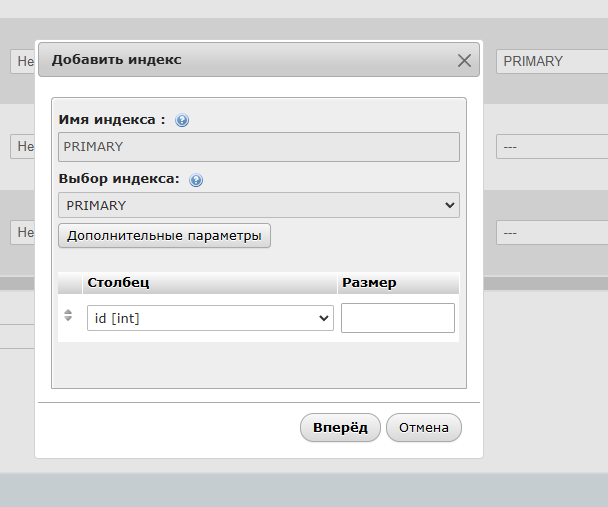 Добавить индекс
Не
PRIMARY
Имя индекса :
PRIMARY
Не
---
Выбор индекса:
PRIMARY
Не
---
Дополнительные параметры
Столбец Размер
id [int]
Вперёд Отмена